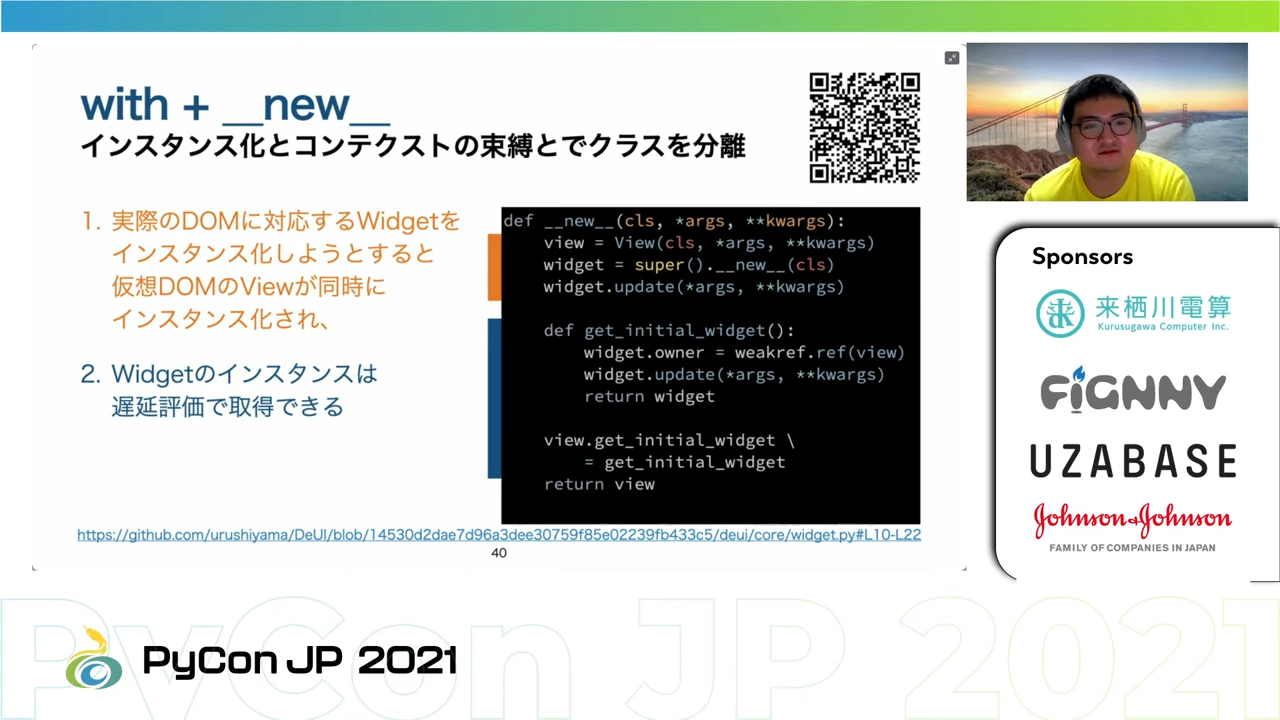 with + __new__
インスタンス化とコンテクストの束縛とでクラスを分離
1. 実際のDOMに対応するWidgetを
インスタンス化しようとすると
仮想DOMのViewが同時に
インスタンス化され、
2. Widgetのインスタンスは
遅延評価で取得できる
def __new__(cls, *args, **kwargs):
view = View(cls, *args, **kwargs)
widget = super().__new__(cls)
widget.update(*args, **kwargs)
def get_initial_widget():
widget.owner = weakref.ref(view)
widget.update(*args, **kwargs)
return widget
view.get_initial_widget \
= get_initial_widget
return view
https://github.com/urushiyama/DeUI/blob/14530d2dae7d96a3dee30759f85e02239fb433c5/deui/core/widget.py#L10-L22
40
Sponsors
来栖川電算
Kurusugawa Computer Inc.
FiGNNY
UZABASE
Johnson & Johnson
FAMILY OF COMPANIES IN JAPAN
PyCon JP 2021
PyCon JP 2021